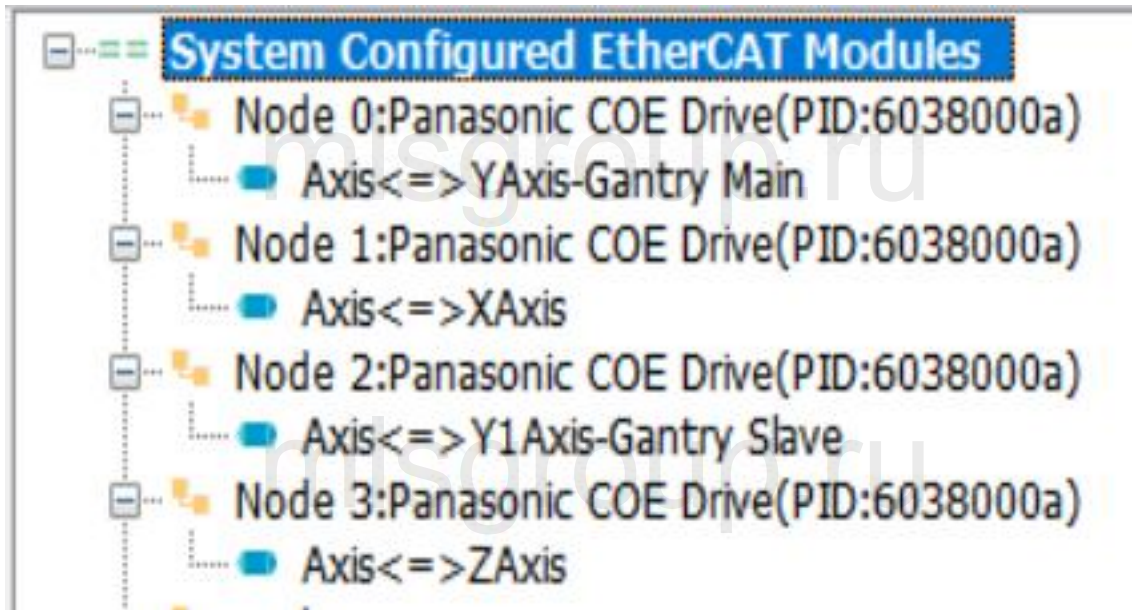 System Configured EtherCAT Modules
Node 0:Panasonic COE Drive(PID:6038000a)
Axis<=>YAxis-Gantry Main
mlsgroup.ru
Node 1:Panasonic COE Drive(PID:6038000a)
Axis<=>XAxis
Node 2:Panasonic COE Drive(PID:6038000a)
Axis<=>Y1Axis-Gantry Slave
mlsgroup.ru
Node 3:Panasonic COE Drive(PID:6038000a)
Axis<=>ZAxis